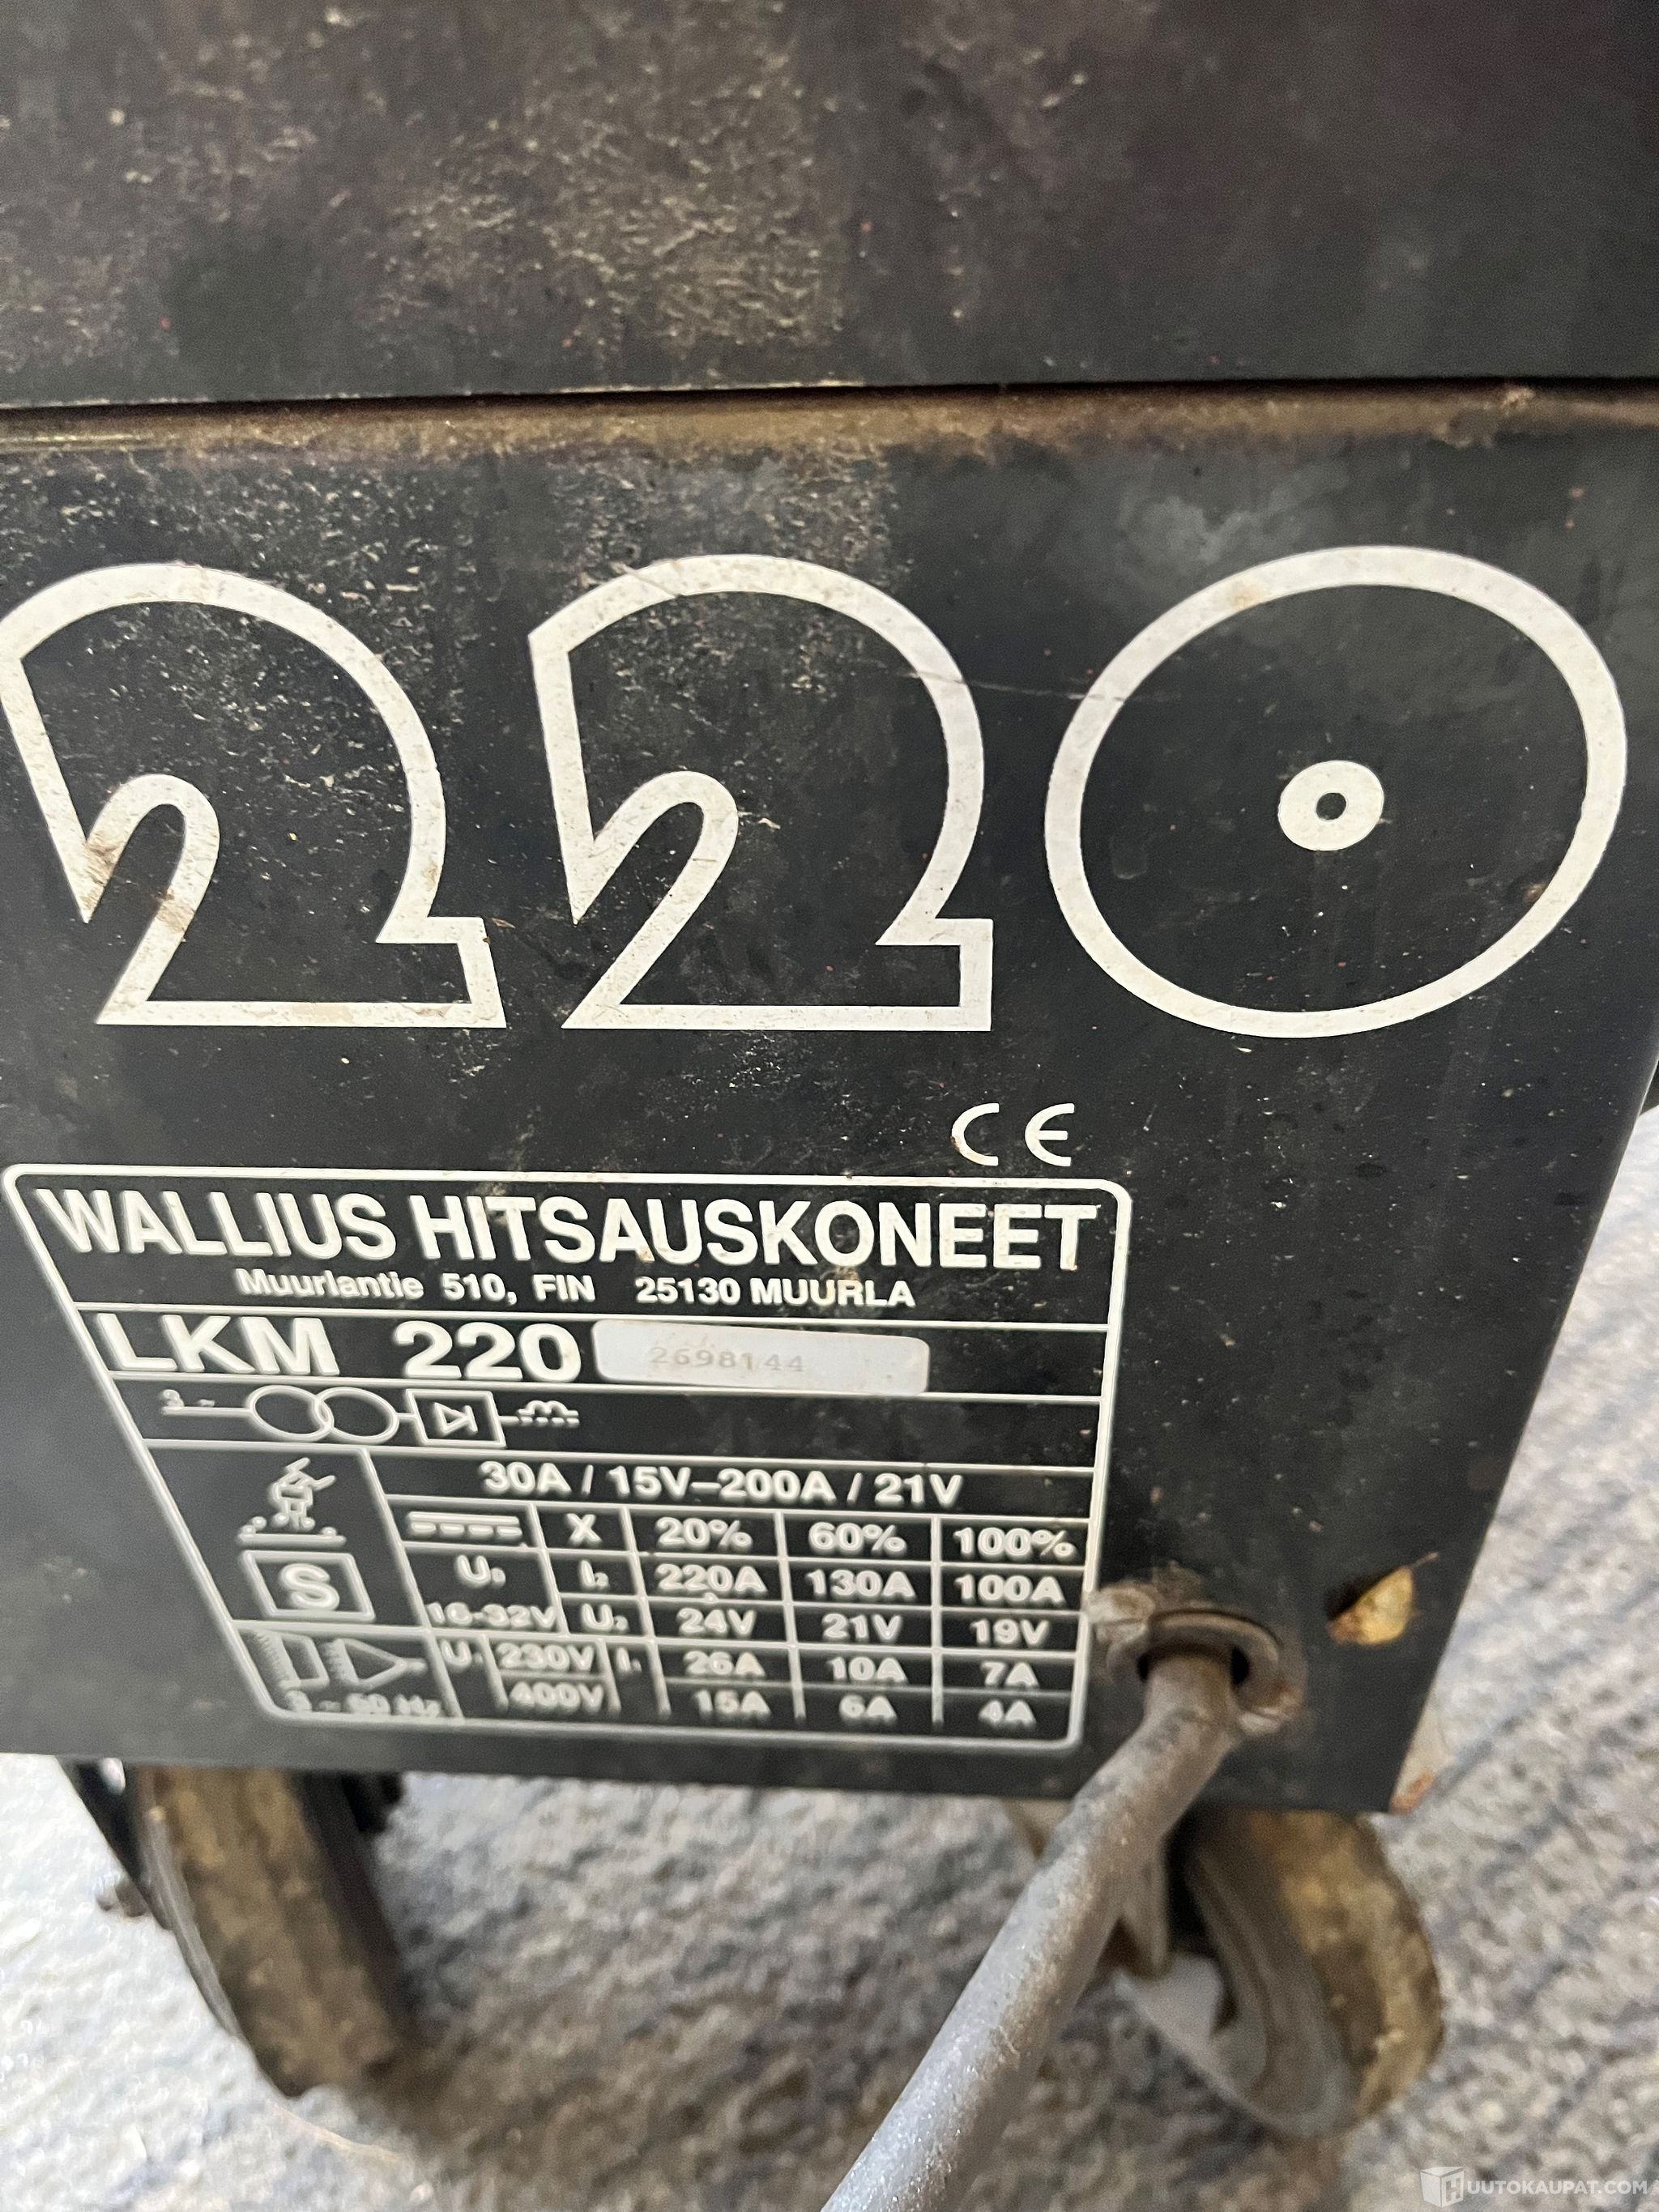 220
CE
WALLIUS HITSAUSKONEET
Muurlantie 510, FIN 25130 MUURLA
LKM 220 2698144
3 ~
30A / 15V–200A / 21V
X 20% 60% 100%
U₀ I₂ 220A 130A 100A
16-32V U₂ 24V 21V 19V
S
U₁ 230V I₁ 26A 10A 7A
400V 15A 6A 4A
3 ~ 50 Hz
HUUTOKAUPAT.COM